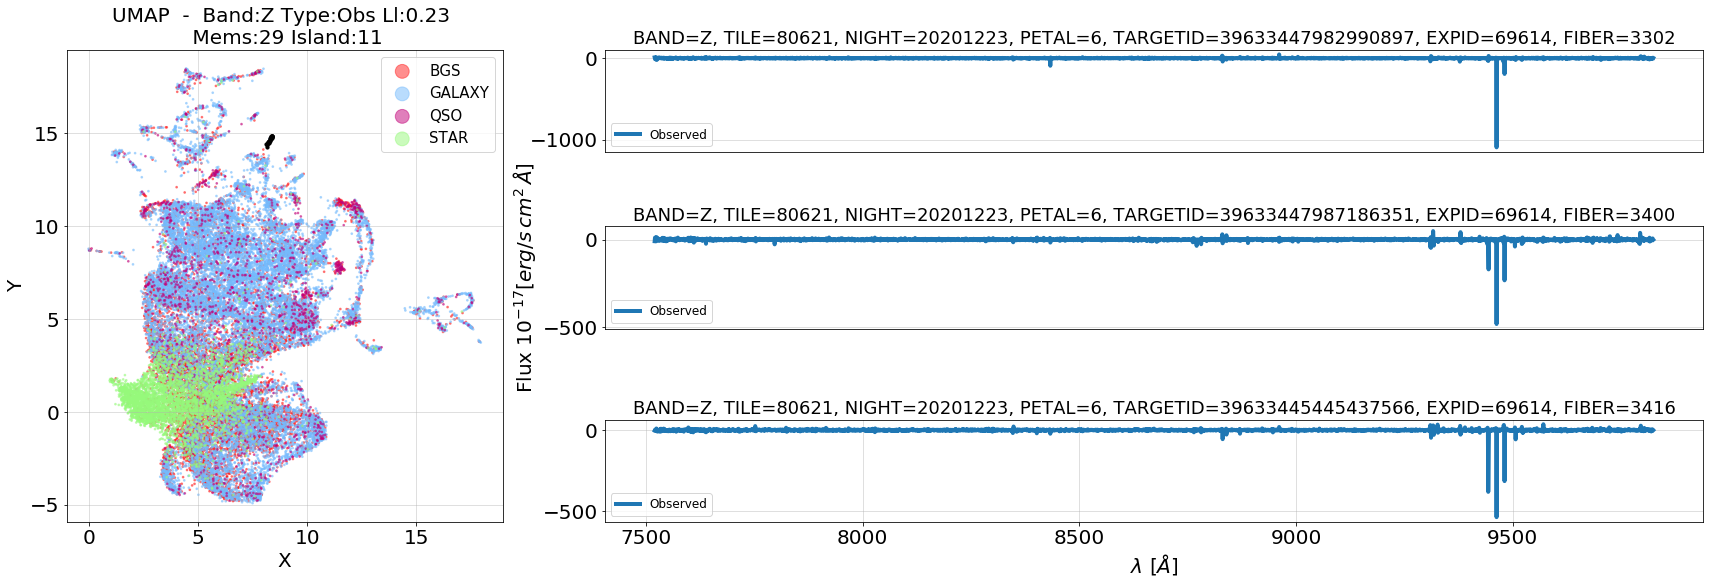 UMAP - Band:Z Type:Obs Ll:0.23
Mems:29 Island:11
BGS
GALAXY
QSO
STAR
15
10
5
0
−5
Y
0
5
10
15
X
Flux 10⁻¹⁷[erg/s cm² Å]
BAND=Z, TILE=80621, NIGHT=20201223, PETAL=6, TARGETID=39633447982990897, EXPID=69614, FIBER=3302
0
−1000
Observed
BAND=Z, TILE=80621, NIGHT=20201223, PETAL=6, TARGETID=39633447987186351, EXPID=69614, FIBER=3400
0
−500
Observed
BAND=Z, TILE=80621, NIGHT=20201223, PETAL=6, TARGETID=39633445445437566, EXPID=69614, FIBER=3416
0
−500
Observed
7500
8000
8500
9000
9500
λ [Å]